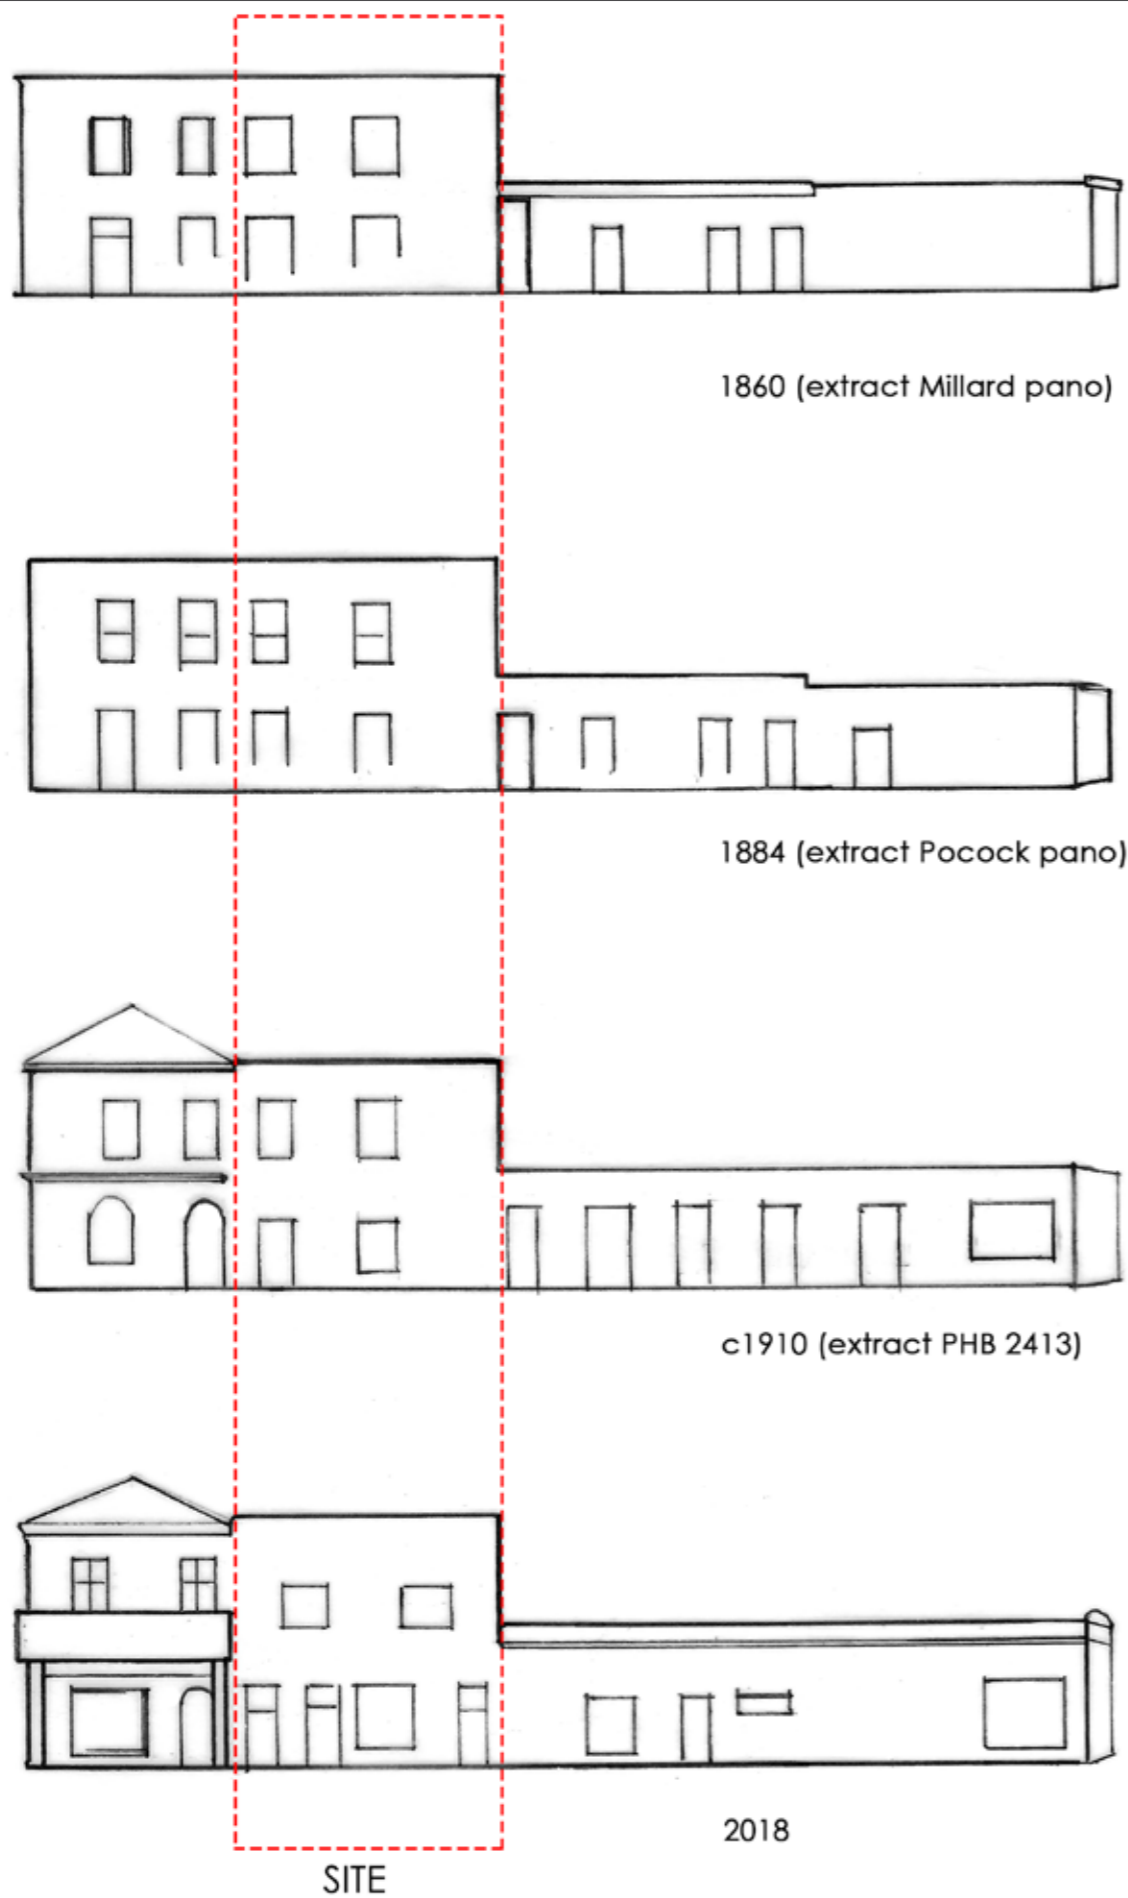 1860 (extract Millard pano)
1884 (extract Pocock pano)
c1910 (extract PHB 2413)
2018
SITE